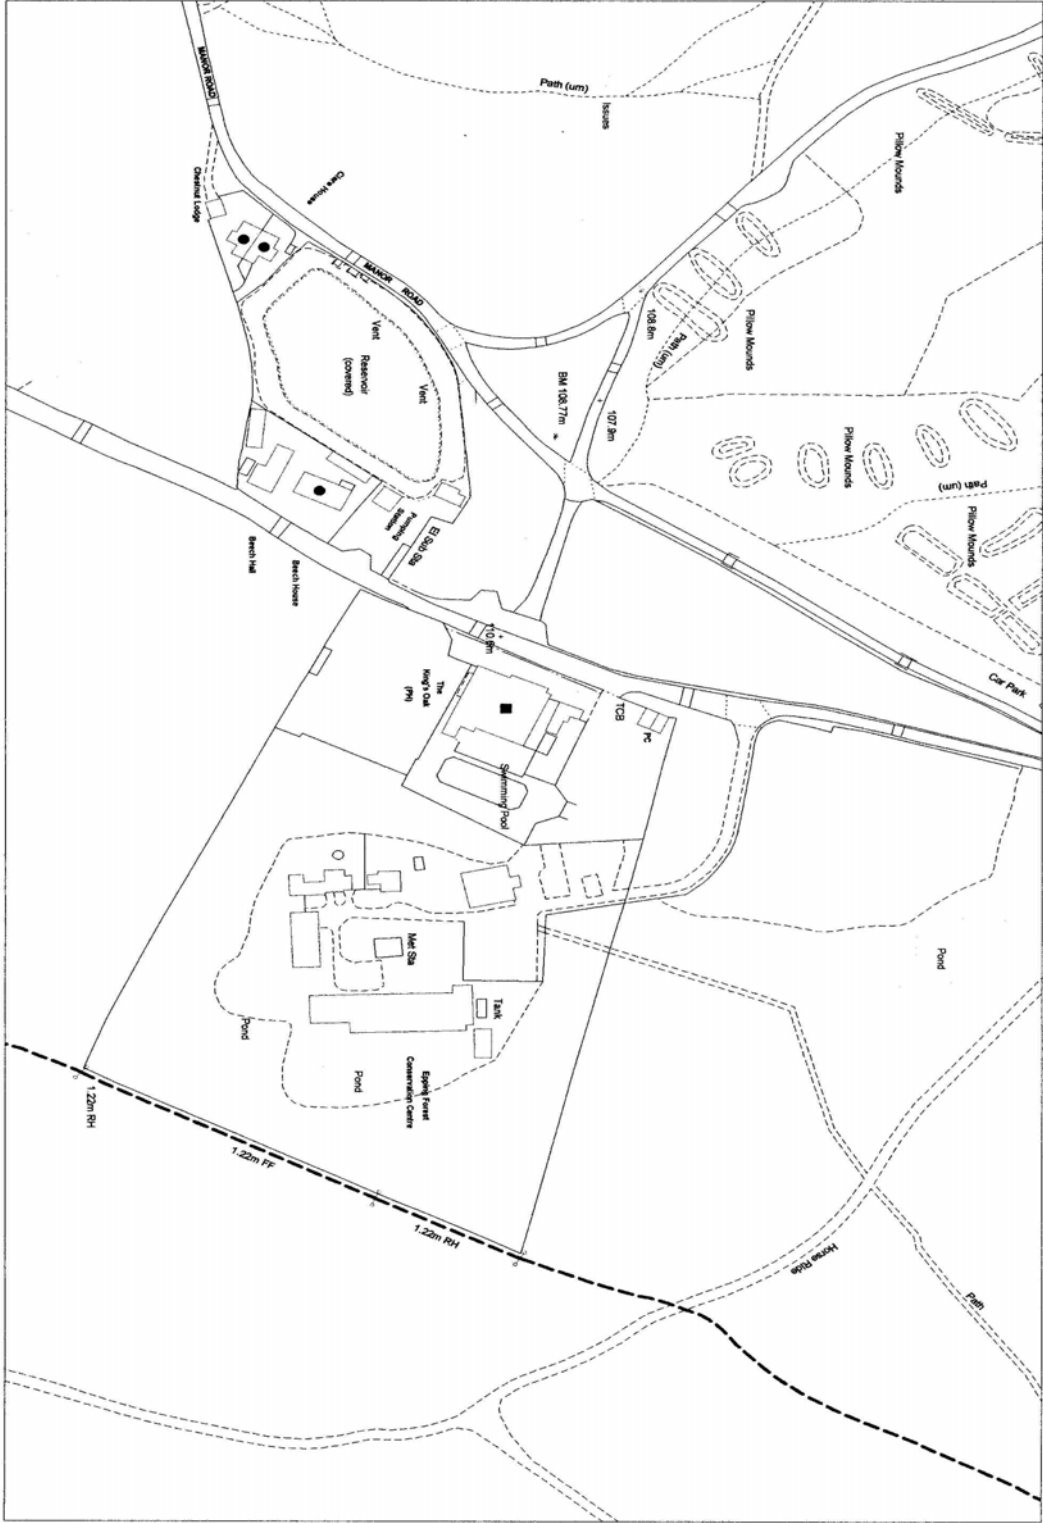 MANOR ROAD
Path (um)
Issues
Pillow Mounds
Chestnut Lodge
Clare House
MANOR ROAD
108.8m
Pillow Mounds
Path (um)
Vent
Reservoir
(covered)
Vent
BM 108.77m
107.9m
Pillow Mounds
Path (um)
Pillow Mounds
Pumping
Station
El Sub Sta
Beech Hall
Beech House
Car Park
The
King's Oak
(PH)
TCB
PC
Swimming Pool
Met Sta
Tank
Pond
Pond
Pond
Epping Forest
Conservation Centre
1.22m RH
1.22m FF
1.22m RH
Horse Ride
Path